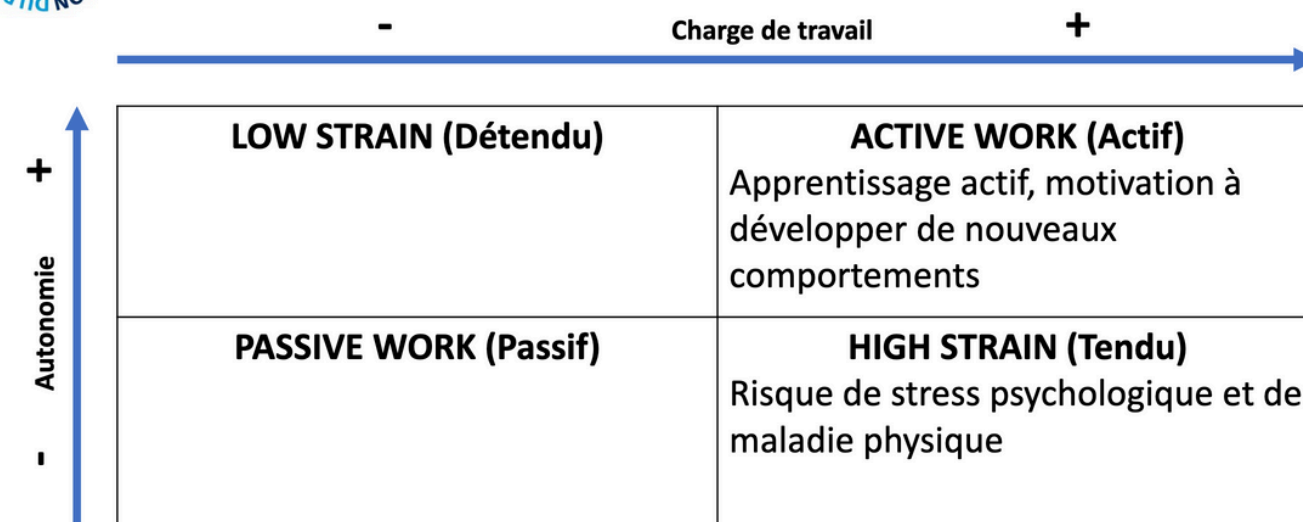 - Charge de travail +
LOW STRAIN (Détendu)
ACTIVE WORK (Actif)
Apprentissage actif, motivation à
développer de nouveaux
comportements
PASSIVE WORK (Passif)
HIGH STRAIN (Tendu)
Risque de stress psychologique et de
maladie physique
- Autonomie +